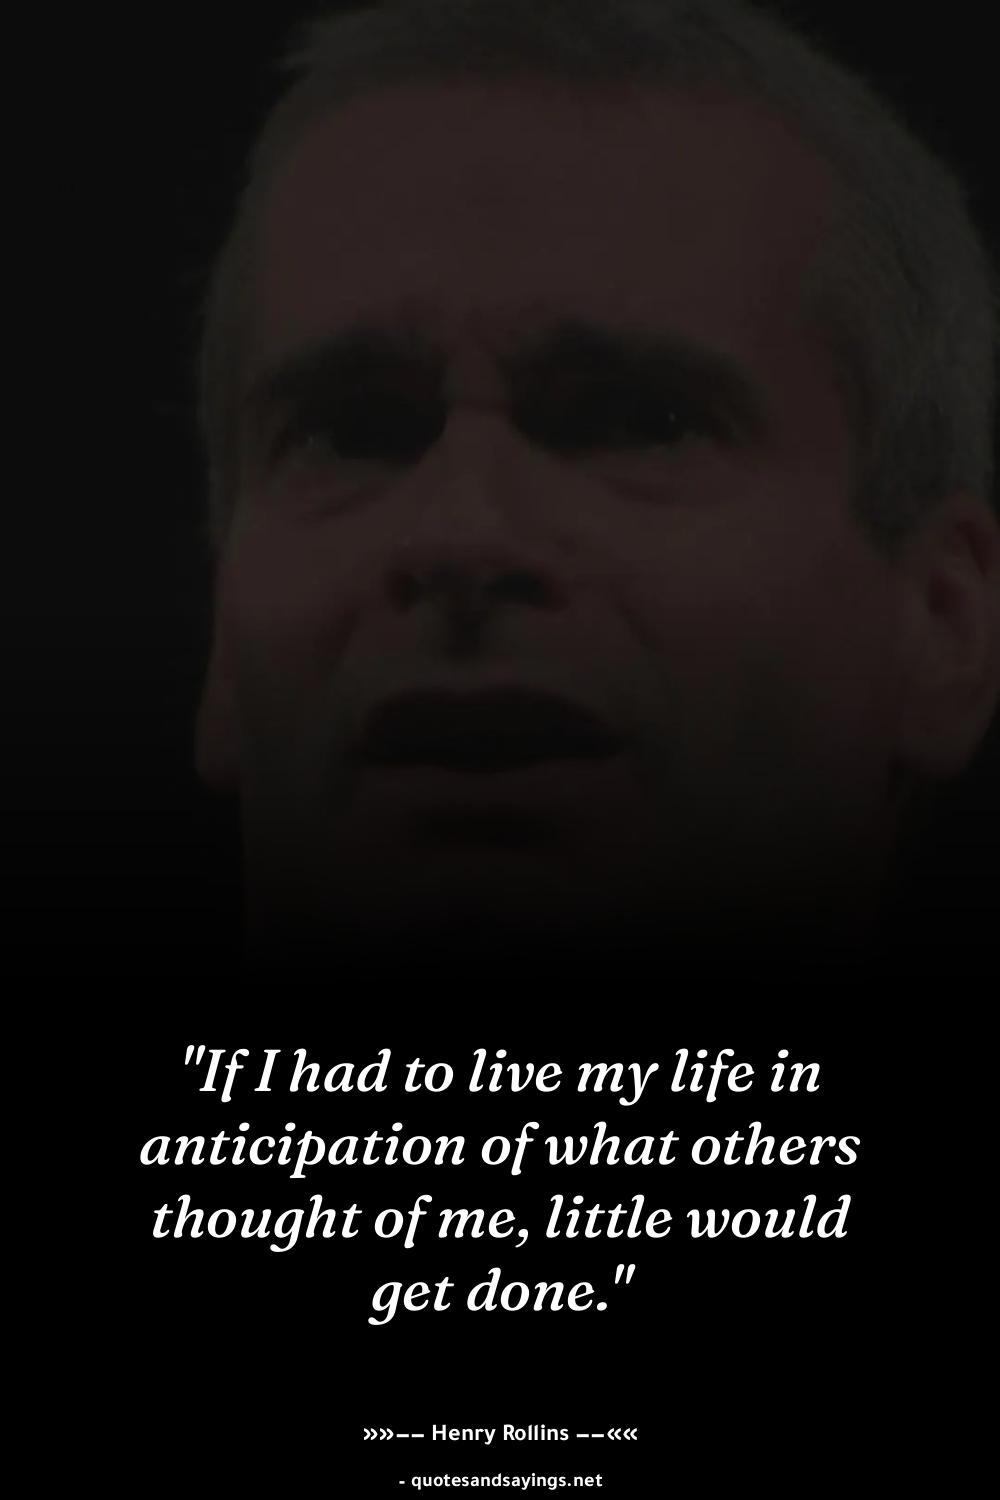 "If I had to live my life in
anticipation of what others
thought of me, little would
get done."
»»−− Henry Rollins −−««
- quotesandsayings.net